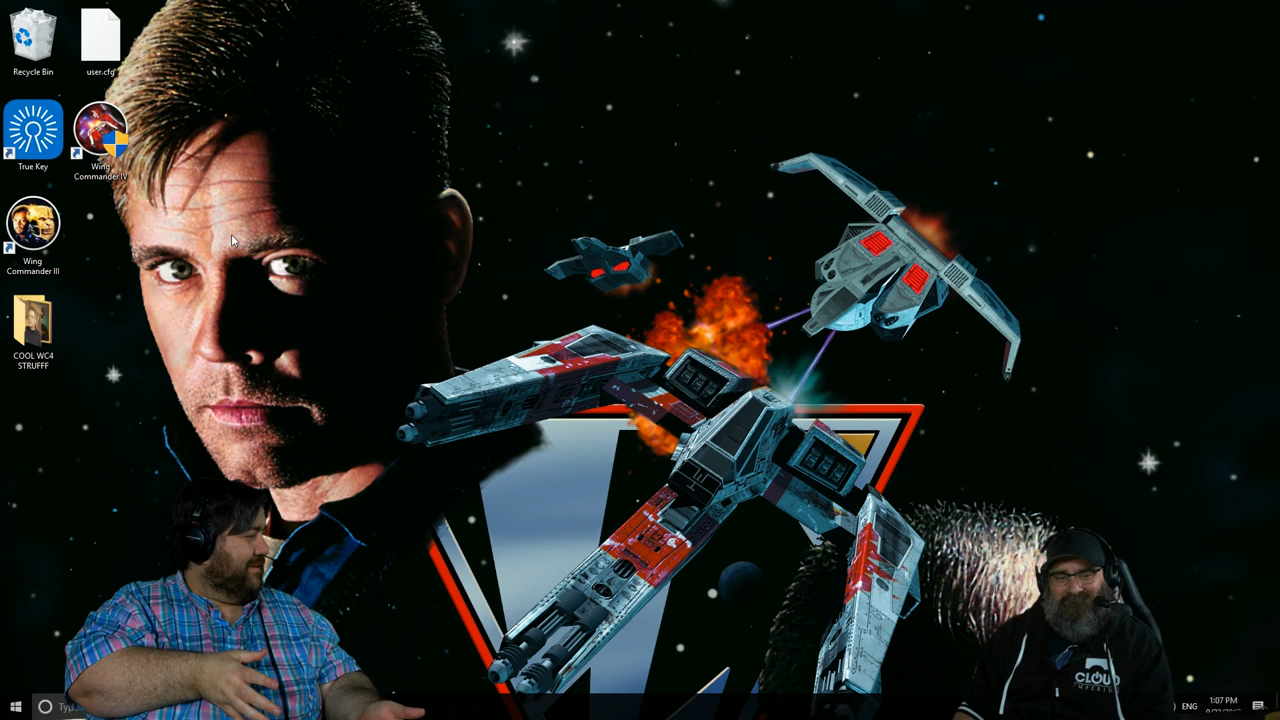 Recycle Bin
user.cfg
True Key
Wing
Commander IV
Wing
Commander III
COOL WC4
STRUFFF
CLOUD
IMPERIUM
ENG
1:07 PM